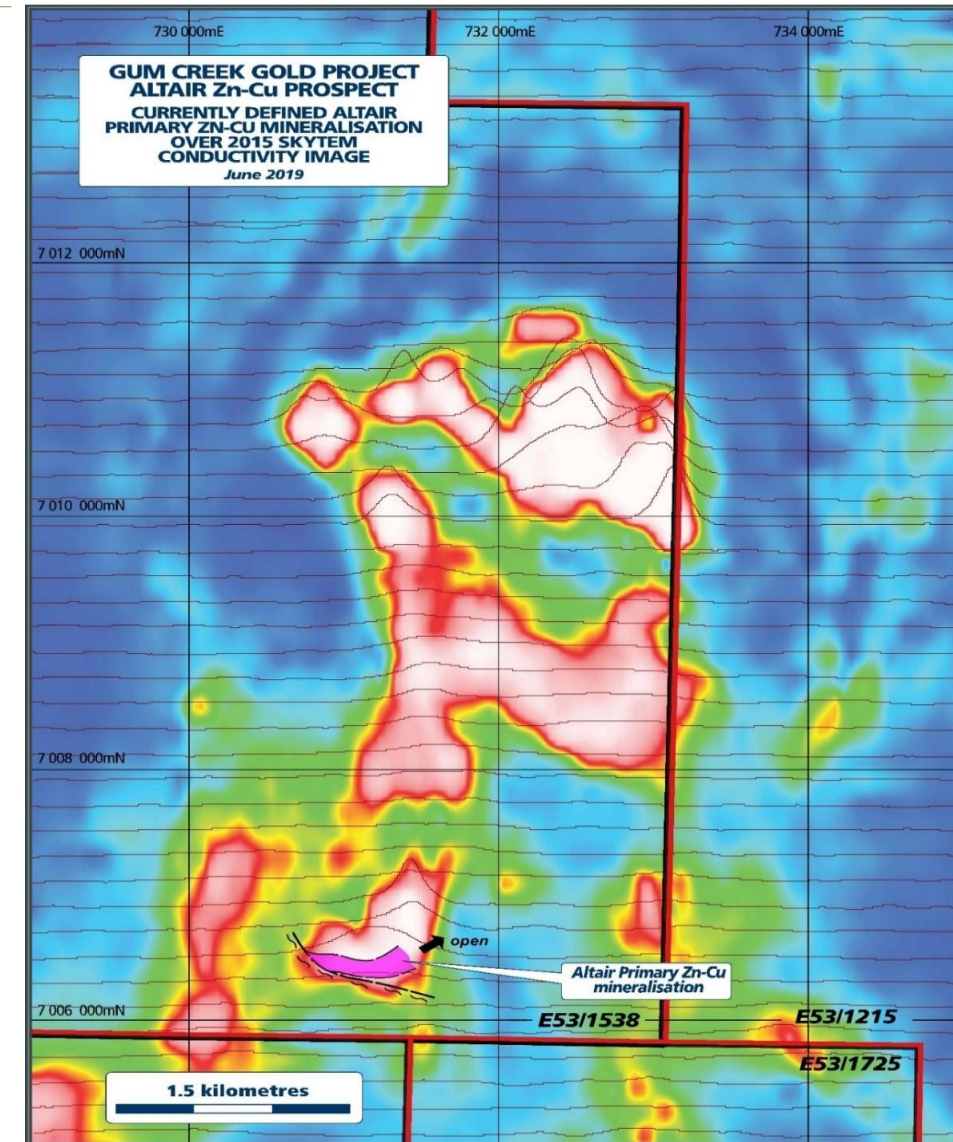 730 000mE
732 000mE
734 000mE
GUM CREEK GOLD PROJECT
ALTAIR Zn-Cu PROSPECT
CURRENTLY DEFINED ALTAIR
PRIMARY ZN-CU MINERALISATION
OVER 2015 SKYTEM
CONDUCTIVITY IMAGE
June 2019
7 012 000mN
7 010 000mN
7 008 000mN
open
Altair Primary Zn-Cu
mineralisation
7 006 000mN
E53/1538
E53/1215
E53/1725
1.5 kilometres